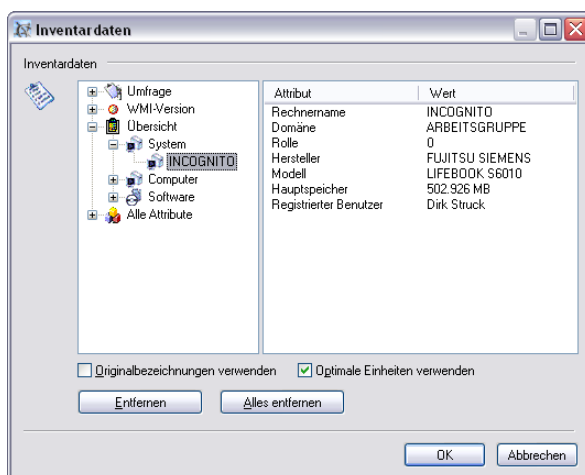 Inventardaten
Inventardaten
Umfrage
WMI-Version
Übersicht
System
INCOGNITO
Computer
Software
Alle Attribute
Attribut Wert
Rechnername INCOGNITO
Domäne ARBEITSGRUPPE
Rolle 0
Hersteller FUJITSU SIEMENS
Modell LIFEBOOK S6010
Hauptspeicher 502.926 MB
Registrierter Benutzer Dirk Struck
Originalbezeichnungen verwenden Optimale Einheiten verwenden
Entfernen Alles entfernen
OK Abbrechen